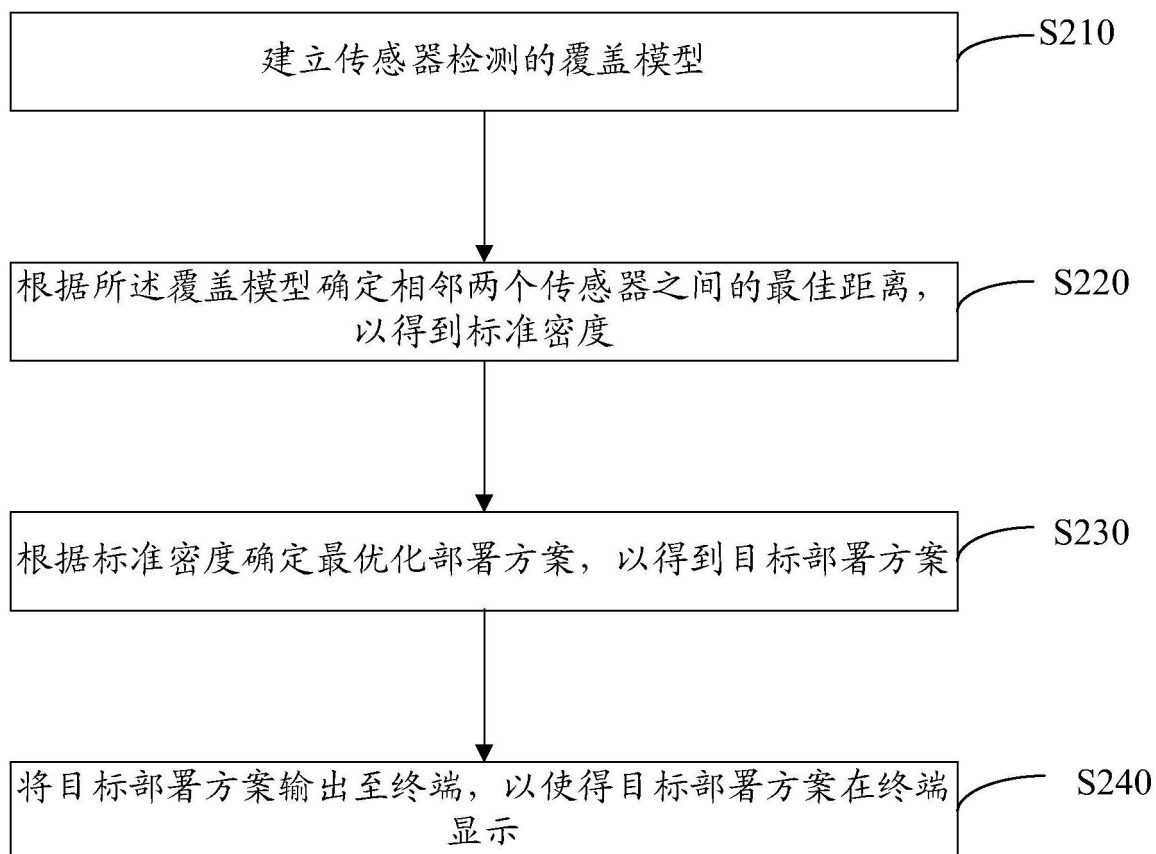 建立传感器检测的覆盖模型
S210
根据所述覆盖模型确定相邻两个传感器之间的最佳距离,
以得到标准密度
S220
根据标准密度确定最优化部署方案,以得到目标部署方案
S230
将目标部署方案输出至终端,以使得目标部署方案在终端
显示
S240